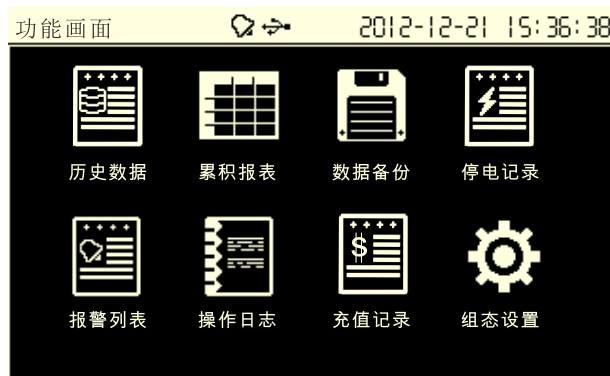 功能画面 2012-12-21 15:36:38
历史数据 累积报表 数据备份 停电记录
$
报警列表 操作日志 充值记录 组态设置